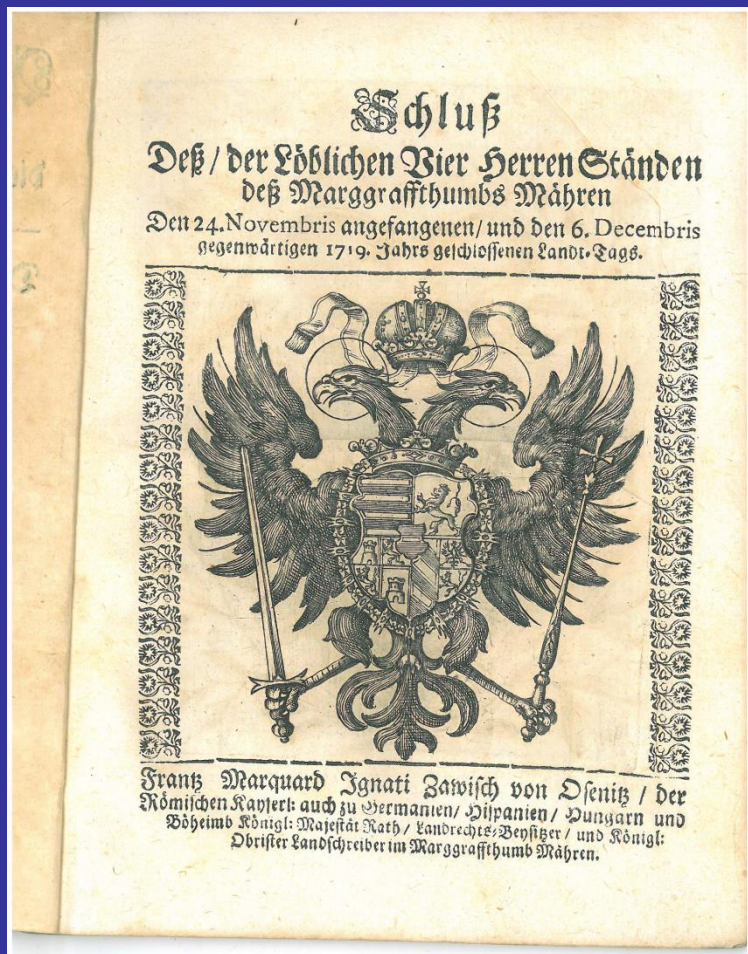 Schluß
Deß / der Löblichen Vier Herren Ständen
deß Marggraffthumbs Mähren
Den 24. Novembris angefangenen / und den 6. Decembris
gegenwärtigen 1719. Jahrs geschlossenen Landt-Tags.
Frantz Marquard Ignati Zawisch von Osenitz / der
Römischen Kayserl: auch zu Germanien / Hispanien / Hungarn und
Böheimb Königl: Majestät Rath / Landrechts-Beysitzer / und Königl:
Obrister Landschreiber im Marggraffthumb Mähren.